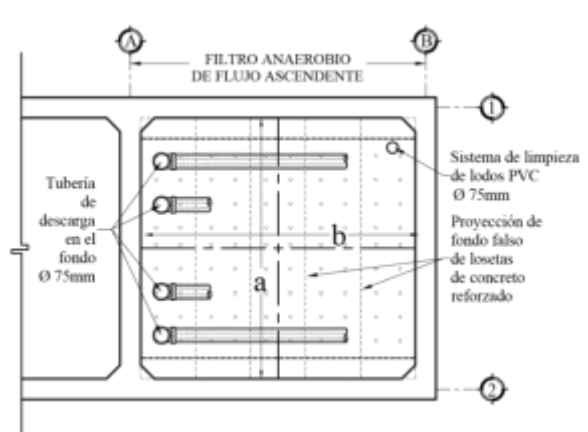 A
B
FILTRO ANAEROBIO
DE FLUJO ASCENDENTE
1
Sistema de limpieza
de lodos PVC
Ø 75mm
Tubería
de
descarga
en el
fondo
Ø 75mm
Proyección de
fondo falso
de losetas
de concreto
reforzado
b
a
2